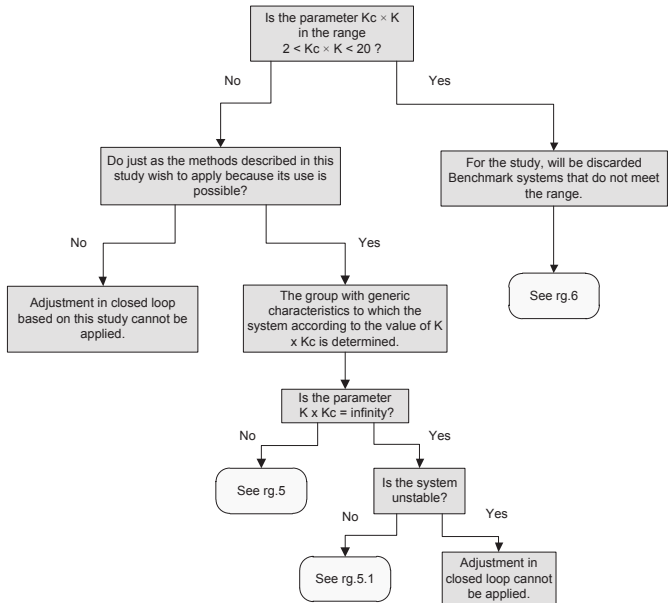 Is the parameter Kc × K
in the range
2 < Kc × K < 20 ?
No
Yes
Do just as the methods described in this
study wish to apply because its use is
possible?
For the study, will be discarded
Benchmark systems that do not meet
the range.
No
Yes
See rg.6
Adjustment in closed loop
based on this study cannot be
applied.
The group with generic
characteristics to which the
system according to the value of K
x Kc is determined.
Is the parameter
K x Kc = infinity?
No
Yes
See rg.5
Is the system
unstable?
No
Yes
See rg.5.1
Adjustment in
closed loop cannot
be applied.